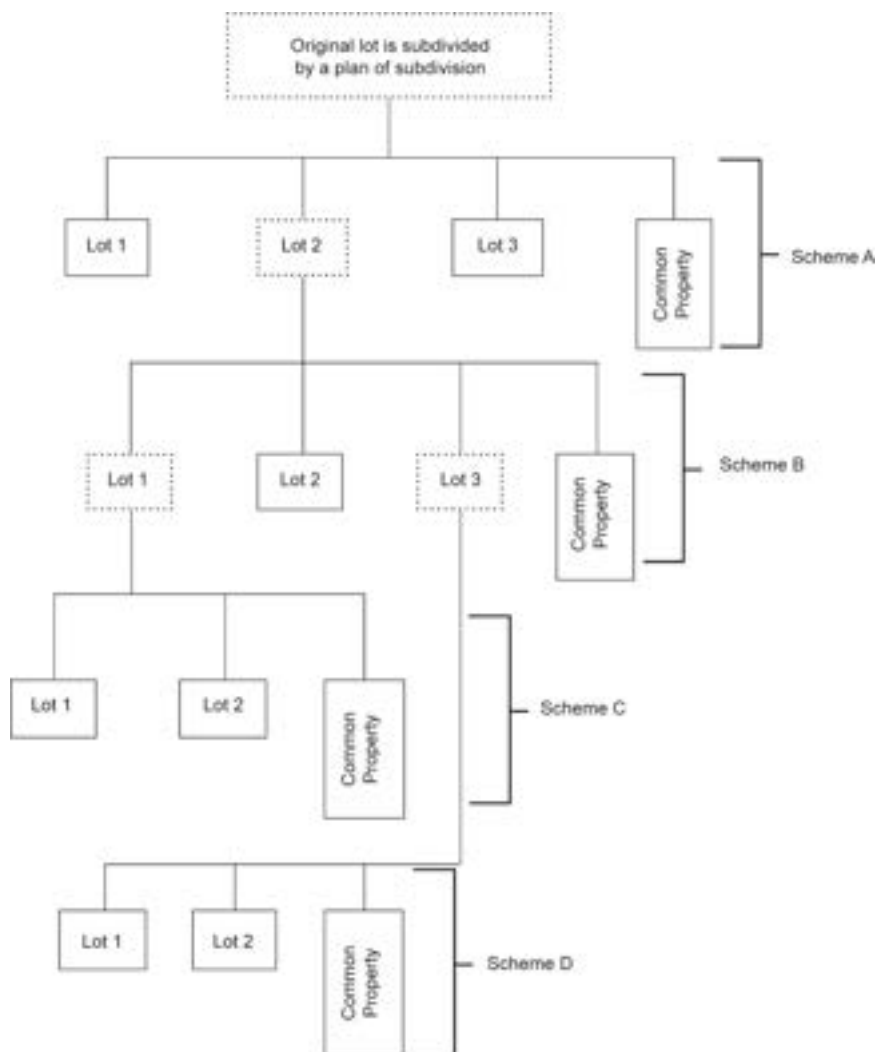 Original lot is subdivided
by a plan of subdivision
Lot 1
Lot 2
Lot 3
Common
Property
Scheme A
Lot 1
Lot 2
Lot 3
Common
Property
Scheme B
Lot 1
Lot 2
Common
Property
Scheme C
Lot 1
Lot 2
Common
Property
Scheme D